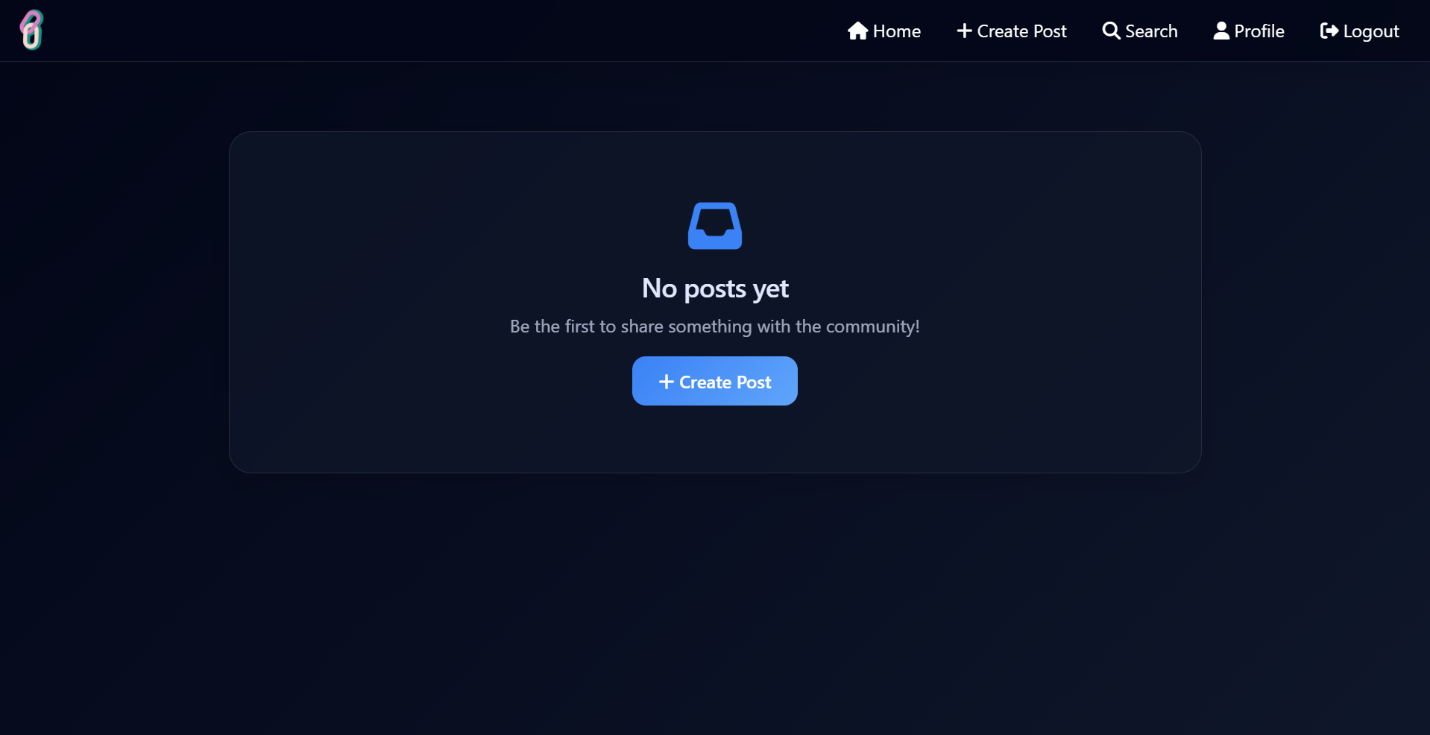 Home Create Post Search Profile Logout
No posts yet
Be the first to share something with the community!
Create Post